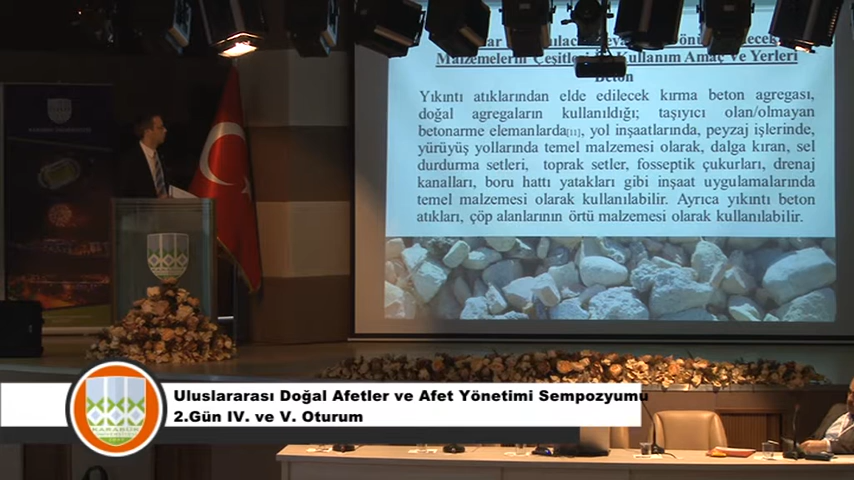 Malzemelerin Çeşitleri İle Kullanım Amaç Ve Yerleri
Beton
Yıkıntı atıklarından elde edilecek kırma beton agregası,
doğal agregaların kullanıldığı; taşıyıcı olan/olmayan
betonarme elemanlarda[11], yol inşaatlarında, peyzaj işlerinde,
yürüyüş yollarında temel malzemesi olarak, dalga kıran, sel
durdurma setleri, toprak setler, fosseptik çukurları, drenaj
kanalları, boru hattı yatakları gibi inşaat uygulamalarında
temel malzemesi olarak kullanılabilir. Ayrıca yıkıntı beton
atıkları, çöp alanlarının örtü malzemesi olarak kullanılabilir.
Uluslararası Doğal Afetler ve Afet Yönetimi Sempozyumu
2.Gün IV. ve V. Oturum
KARABÜK